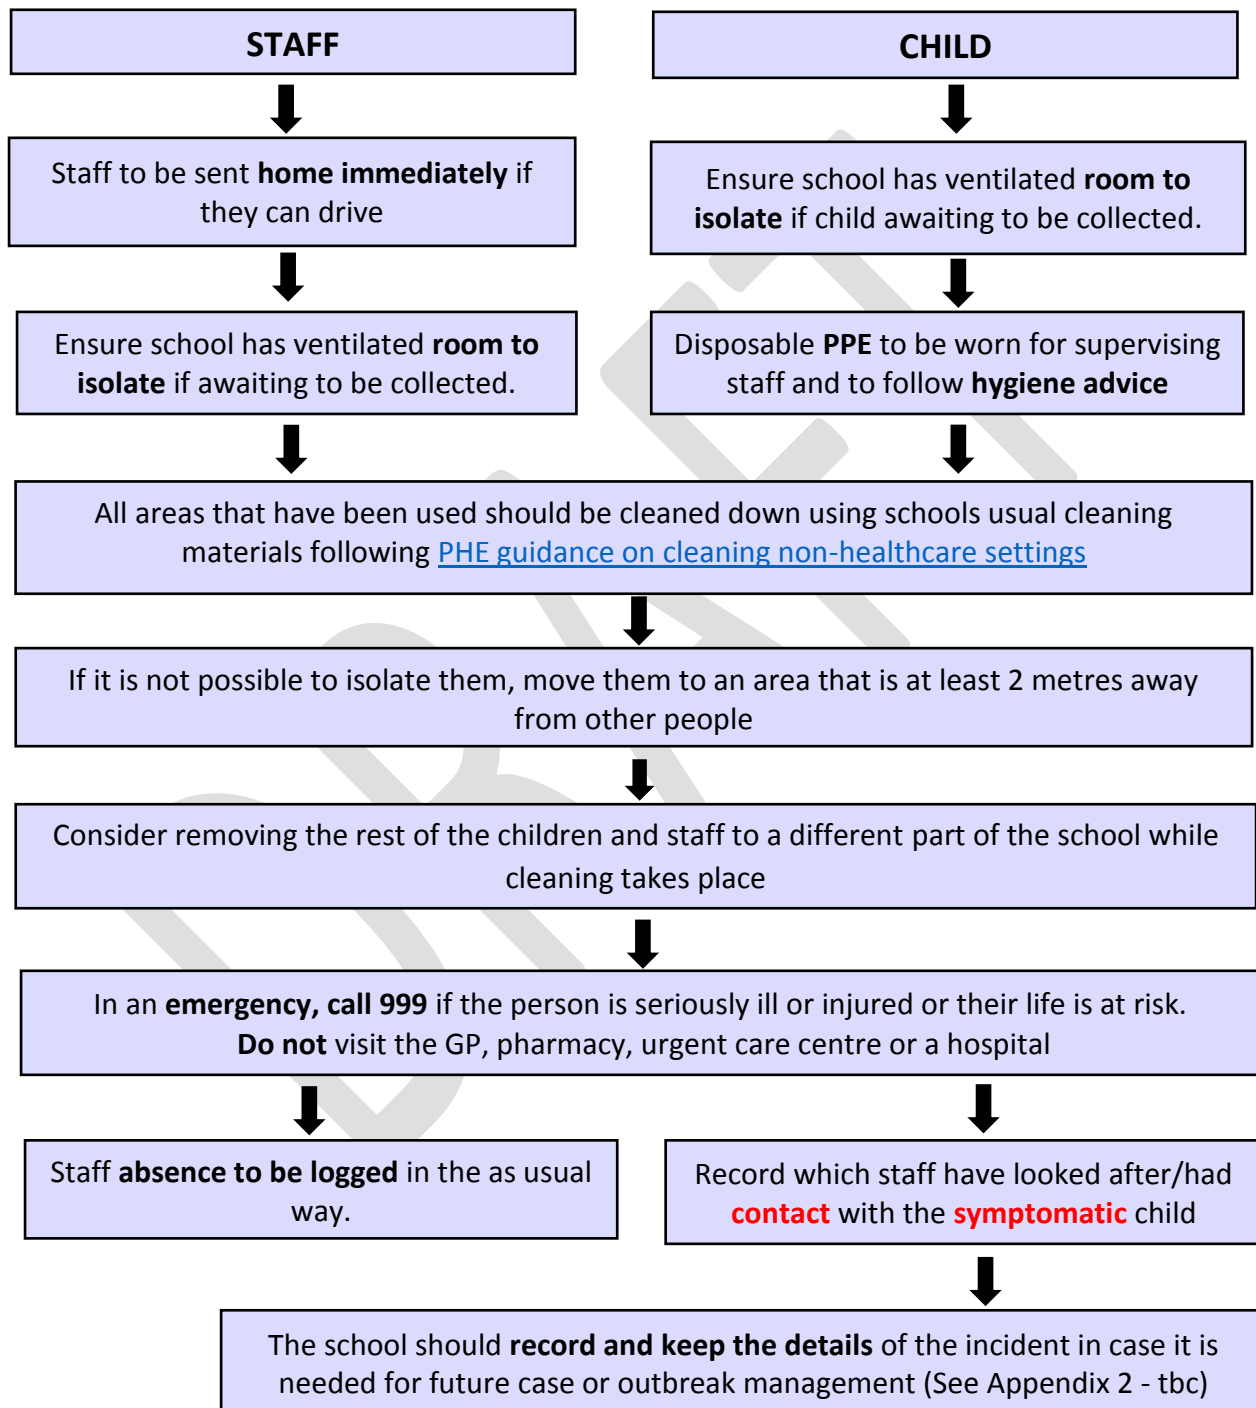 STAFF
CHILD
Staff to be sent home immediately if
they can drive
Ensure school has ventilated room to
isolate if child awaiting to be collected.
Ensure school has ventilated room to
isolate if awaiting to be collected.
Disposable PPE to be worn for supervising
staff and to follow hygiene advice
All areas that have been used should be cleaned down using schools usual cleaning
materials following PHE guidance on cleaning non-healthcare settings
If it is not possible to isolate them, move them to an area that is at least 2 metres away
from other people
Consider removing the rest of the children and staff to a different part of the school while
cleaning takes place
In an emergency, call 999 if the person is seriously ill or injured or their life is at risk.
Do not visit the GP, pharmacy, urgent care centre or a hospital
Staff absence to be logged in the as usual
way.
Record which staff have looked after/had
contact with the symptomatic child
The school should record and keep the details of the incident in case it is
needed for future case or outbreak management (See Appendix 2 - tbc)
DRAFT